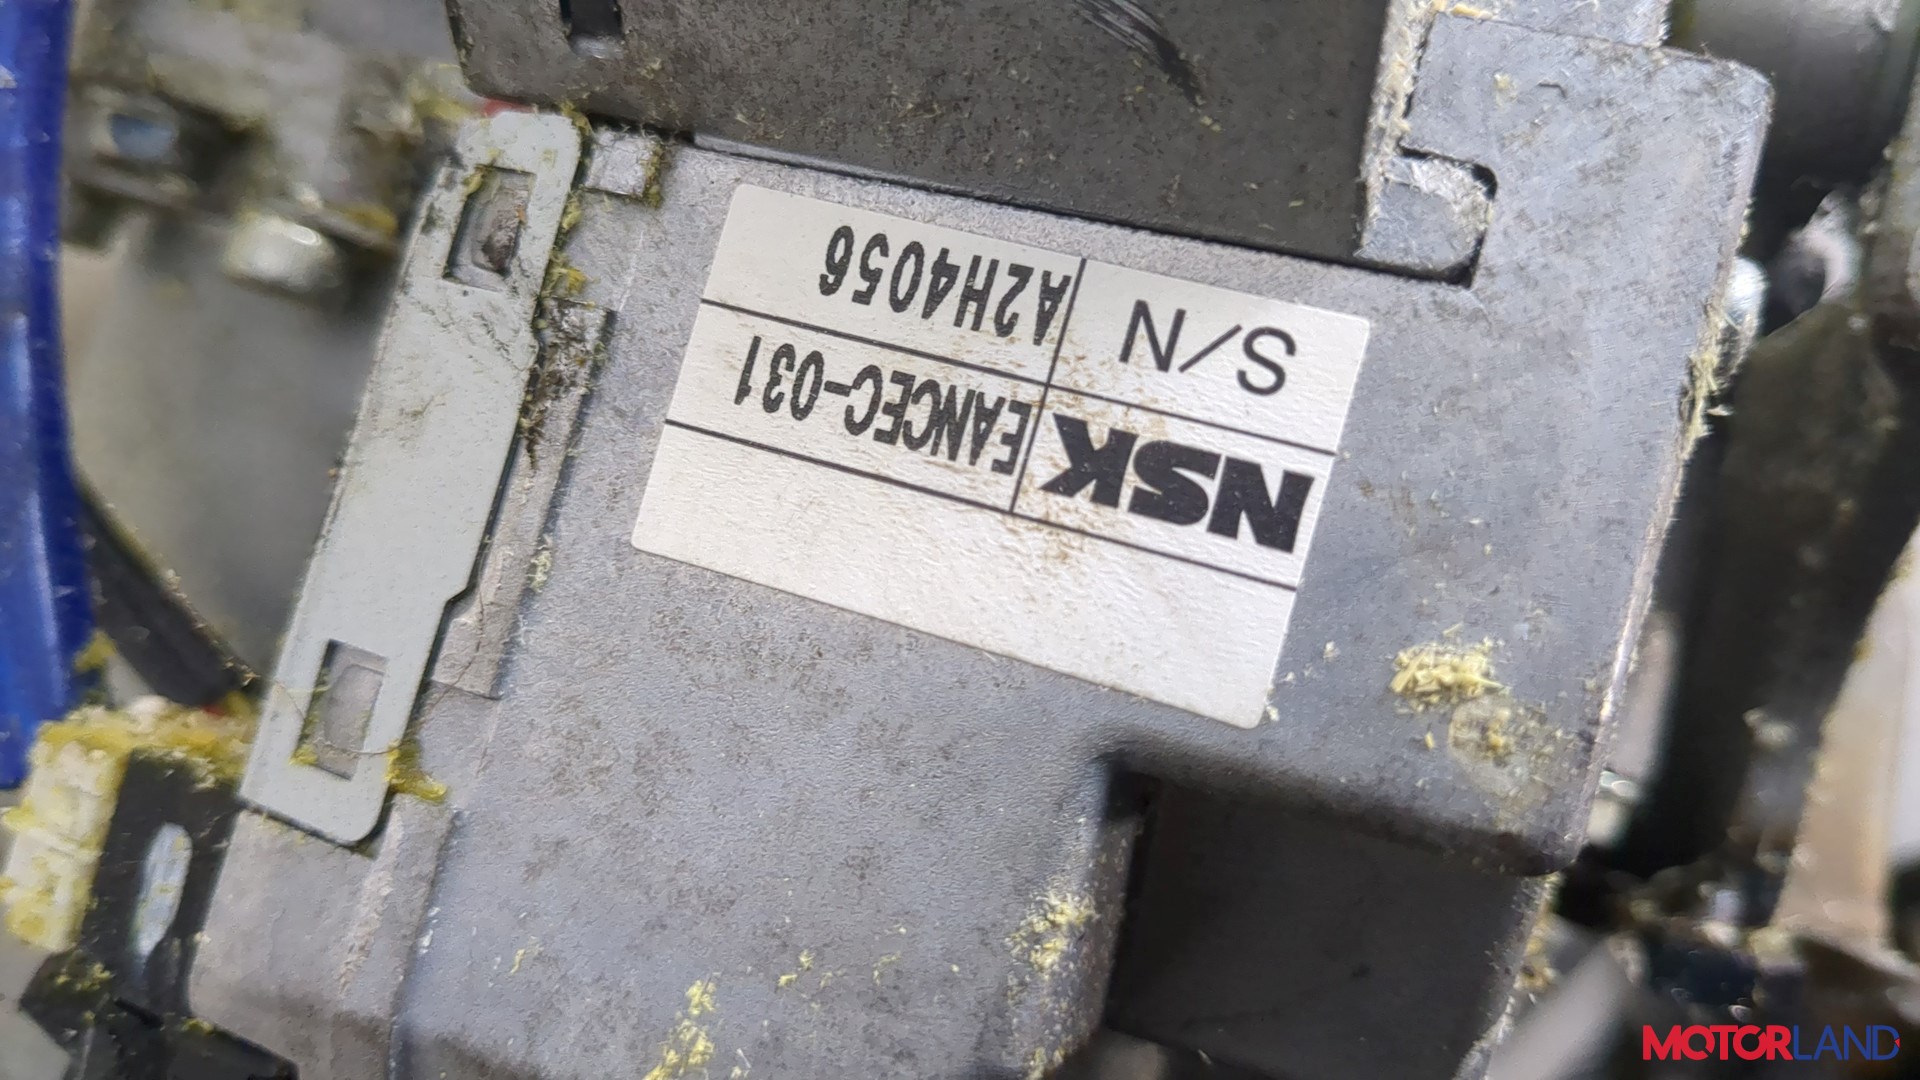 NSK EANCEC-031
S/N A2H4056
MOTORLAND